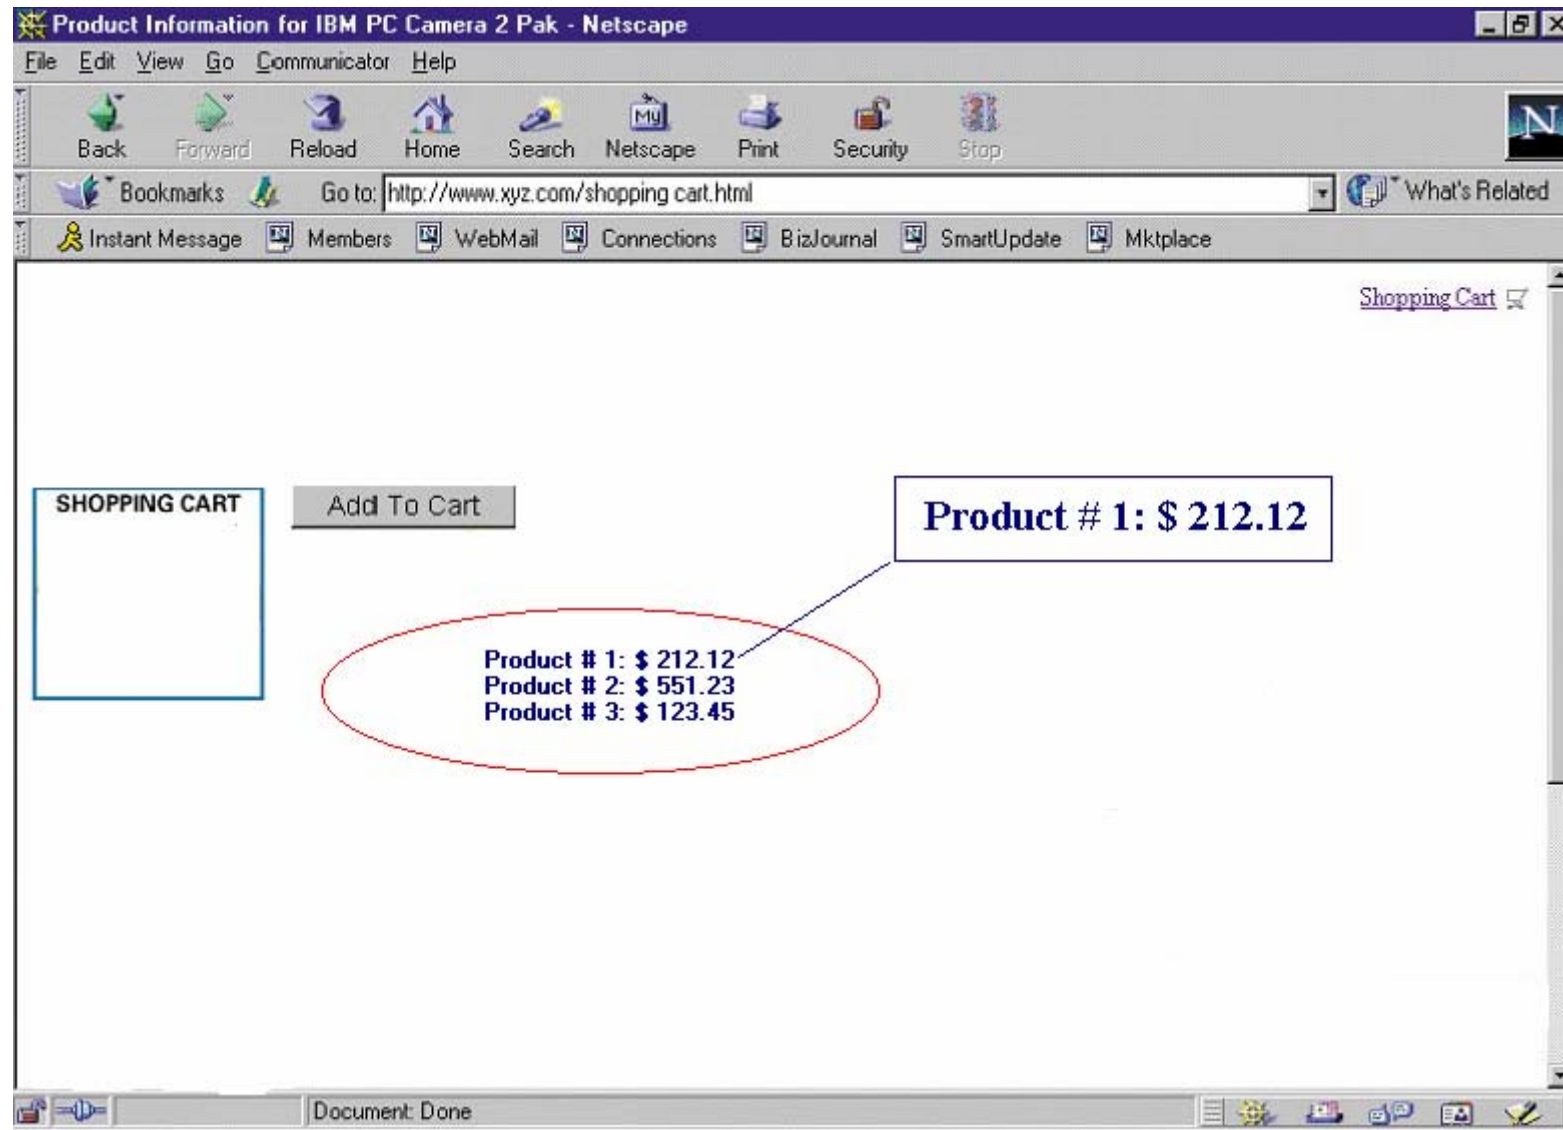 Product Information for IBM PC Camera 2 Pak - Netscape
File Edit View Go Communicator Help
Back Forward Reload Home Search Netscape Print Security Stop
My
N
Bookmarks Go to: http://www.xyz.com/shopping cart.html What's Related
Instant Message Members WebMail Connections BizJournal SmartUpdate Mktplace
Shopping Cart
SHOPPING CART
Add To Cart
Product # 1: $ 212.12
Product # 1: $ 212.12
Product # 2: $ 551.23
Product # 3: $ 123.45
Document: Done